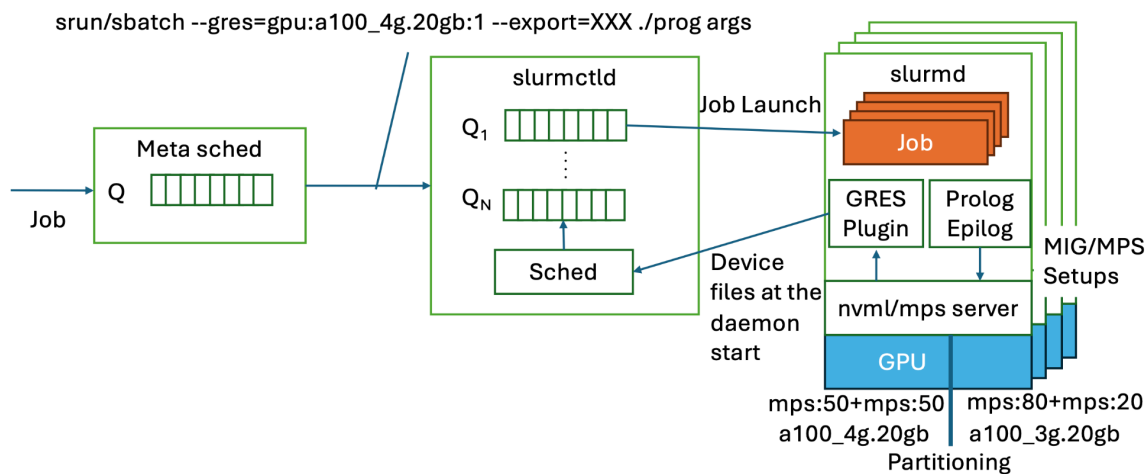 srun/sbatch --gres=gpu:a100_4g.20gb:1 --export=XXX ./prog args
Meta sched
Q
Job
slurmctld
Q1
QN
Sched
Job Launch
Device
files at the
daemon
start
slurmd
Job
GRES
Plugin
Prolog
Epilog
MIG/MPS
Setups
nvml/mps server
GPU
mps:50+mps:50
a100_4g.20gb
mps:80+mps:20
a100_3g.20gb
Partitioning